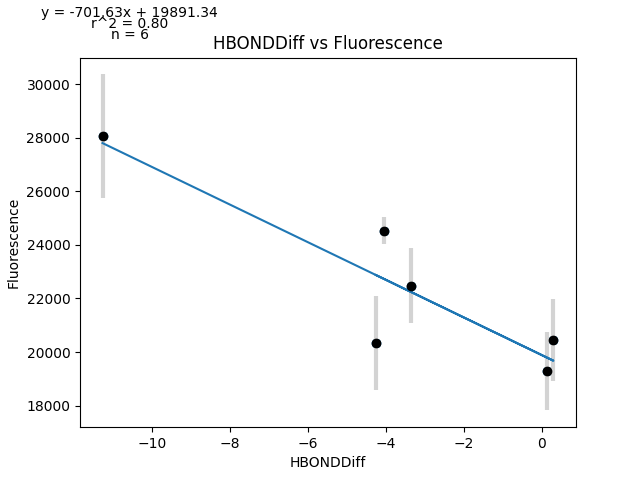 y = -701.63x + 19891.34
r^2 = 0.80
n = 6
HBONDDiff vs Fluorescence
30000
28000
26000
24000
22000
20000
18000
Fluorescence
−10
−8
−6
−4
−2
0
HBONDDiff